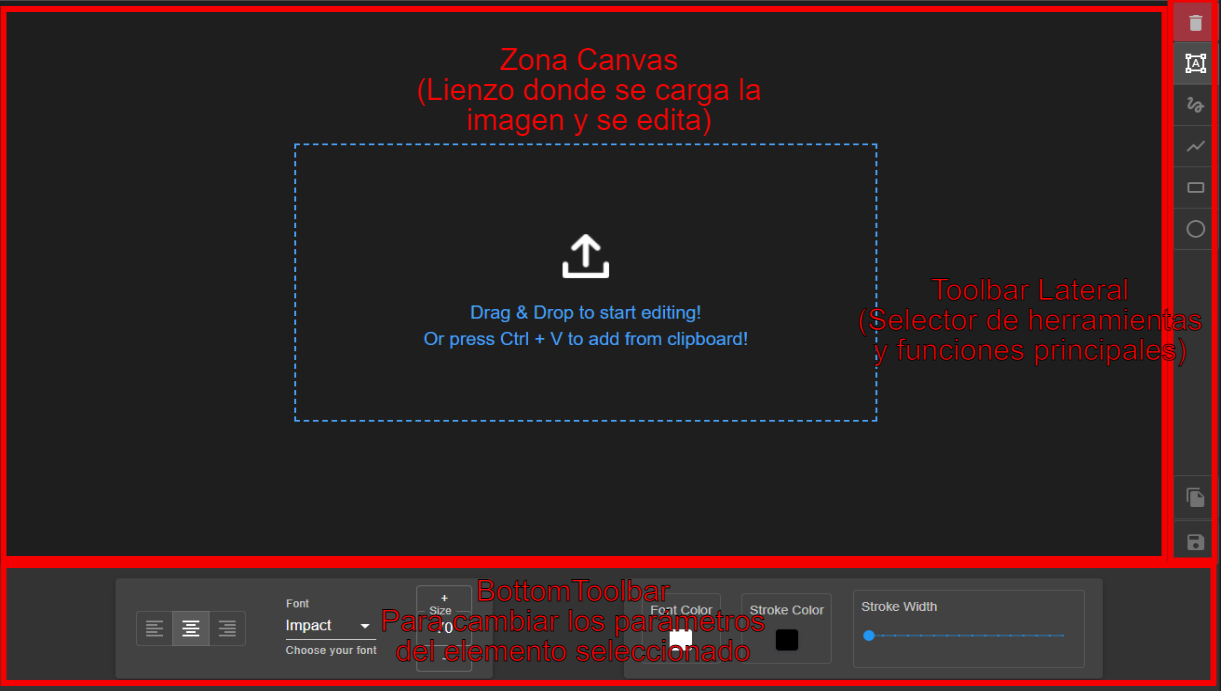 Zona Canvas
(Lienzo donde se carga la
imagen y se edita)
A
Drag & Drop to start editing!
Or press Ctrl + V to add from clipboard!
Toolbar Lateral
(Selector de herramientas
y funciones principales)
BottomToolbar
Para cambiar los parámetros
del elemento seleccionado
Font
Impact
Choose your font
+
Size
-
Font Color
Stroke Color
Stroke Width